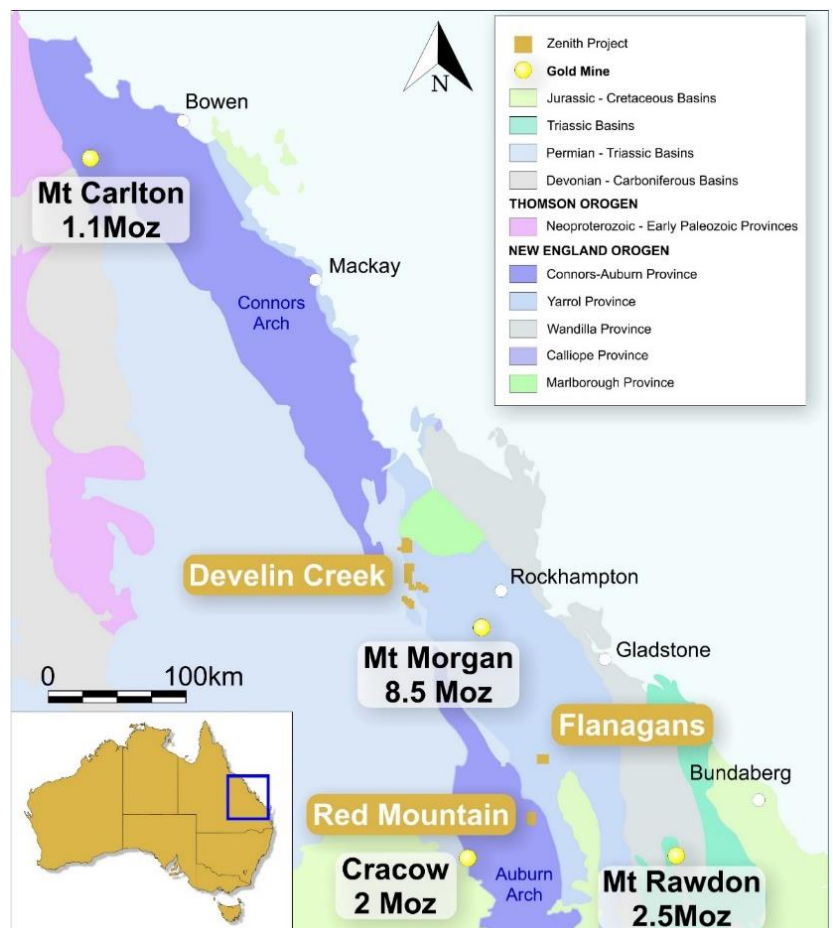 Bowen
Mt Carlton
1.1Moz
Mackay
Connors
Arch
N
Zenith Project
Gold Mine
Jurassic - Cretaceous Basins
Triassic Basins
Permian - Triassic Basins
Devonian - Carboniferous Basins
THOMSON OROGEN
Neoproterozoic - Early Paleozoic Provinces
NEW ENGLAND OROGEN
Connors-Auburn Province
Yarrol Province
Wandilla Province
Calliope Province
Marlborough Province
Develin Creek
Rockhampton
Mt Morgan
8.5 Moz
Gladstone
0 100km
Flanagans
Bundaberg
Red Mountain
Cracow
2 Moz
Auburn
Arch
Mt Rawdon
2.5Moz